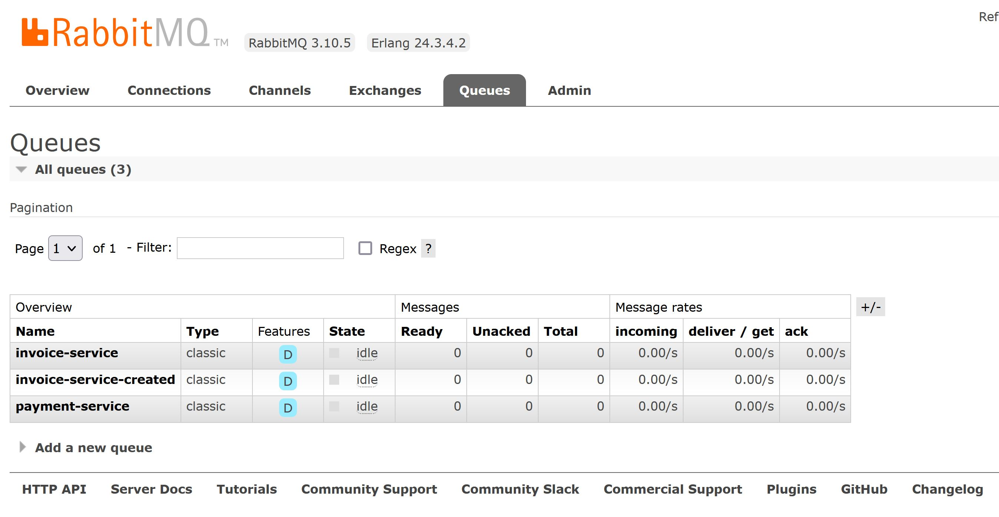 Ref
RabbitMQ TM RabbitMQ 3.10.5 Erlang 24.3.4.2
Overview Connections Channels Exchanges Queues Admin
Queues
All queues (3)
Pagination
Page 1 of 1 - Filter: Regex ?
Overview Messages Message rates +/-
Name Type Features State Ready Unacked Total incoming deliver / get ack
invoice-service classic D idle 0 0 0 0.00/s 0.00/s 0.00/s
invoice-service-created classic D idle 0 0 0 0.00/s 0.00/s 0.00/s
payment-service classic D idle 0 0 0 0.00/s 0.00/s 0.00/s
Add a new queue
HTTP API Server Docs Tutorials Community Support Community Slack Commercial Support Plugins GitHub Changelog